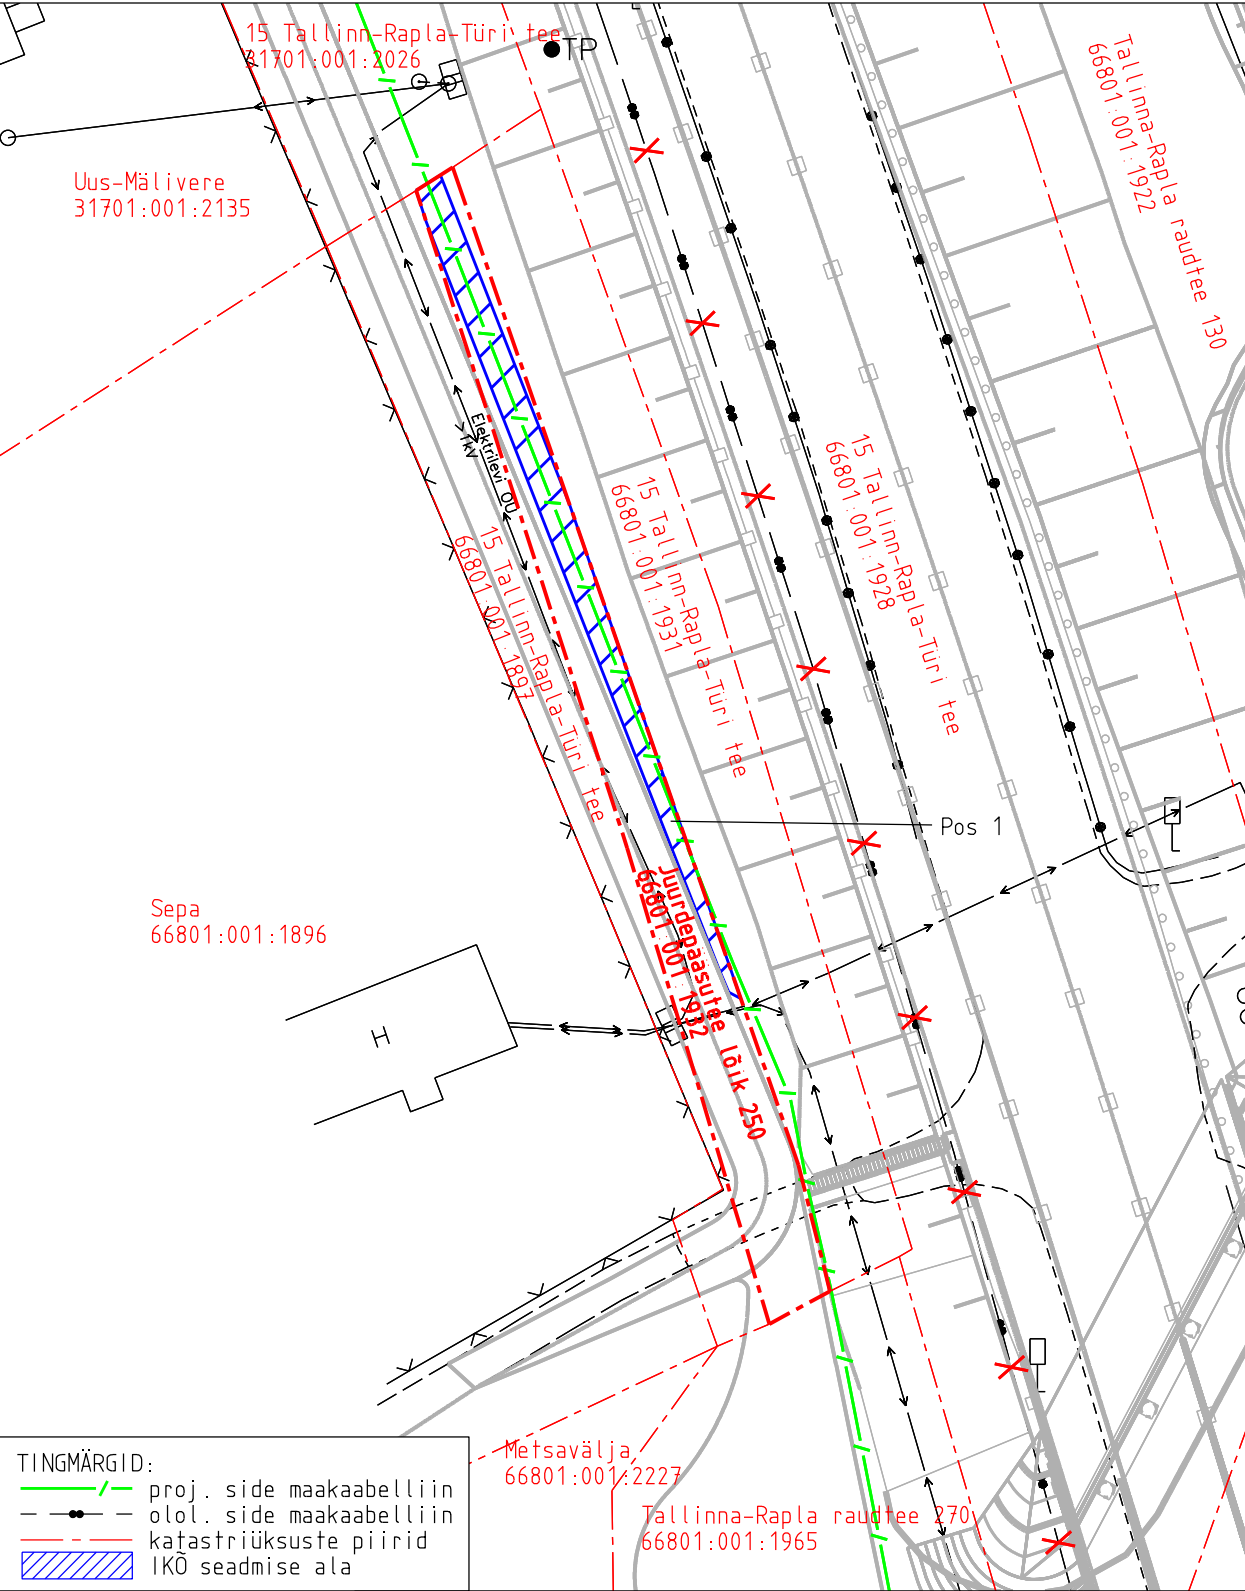 15 Tallinn-Rapla-Türi tee
31701:001:2026
TP
Tallinna-Rapla raudtee 130
66801:001:1922
Uus-Mälivere
31701:001:2135
Elektrilevi OÜ
15 Tallinn-Rapla-Türi tee
66801:001:1928
15 Tallinn-Rapla-Türi tee
66801:001:1931
15 Tallinn-Rapla-Türi tee
66801:001:1897
Pos 1
Juurdepääsutee lõik 250
66801:001:1932
Sepa
66801:001:1896
H
Metsavälja
66801:001:2227
Tallinna-Rapla raudtee 270
66801:001:1965
TINGMÄRGID:
proj. side maakaabelliin
olol. side maakaabelliin
katastriüksuste piirid
IKÕ seadmise ala